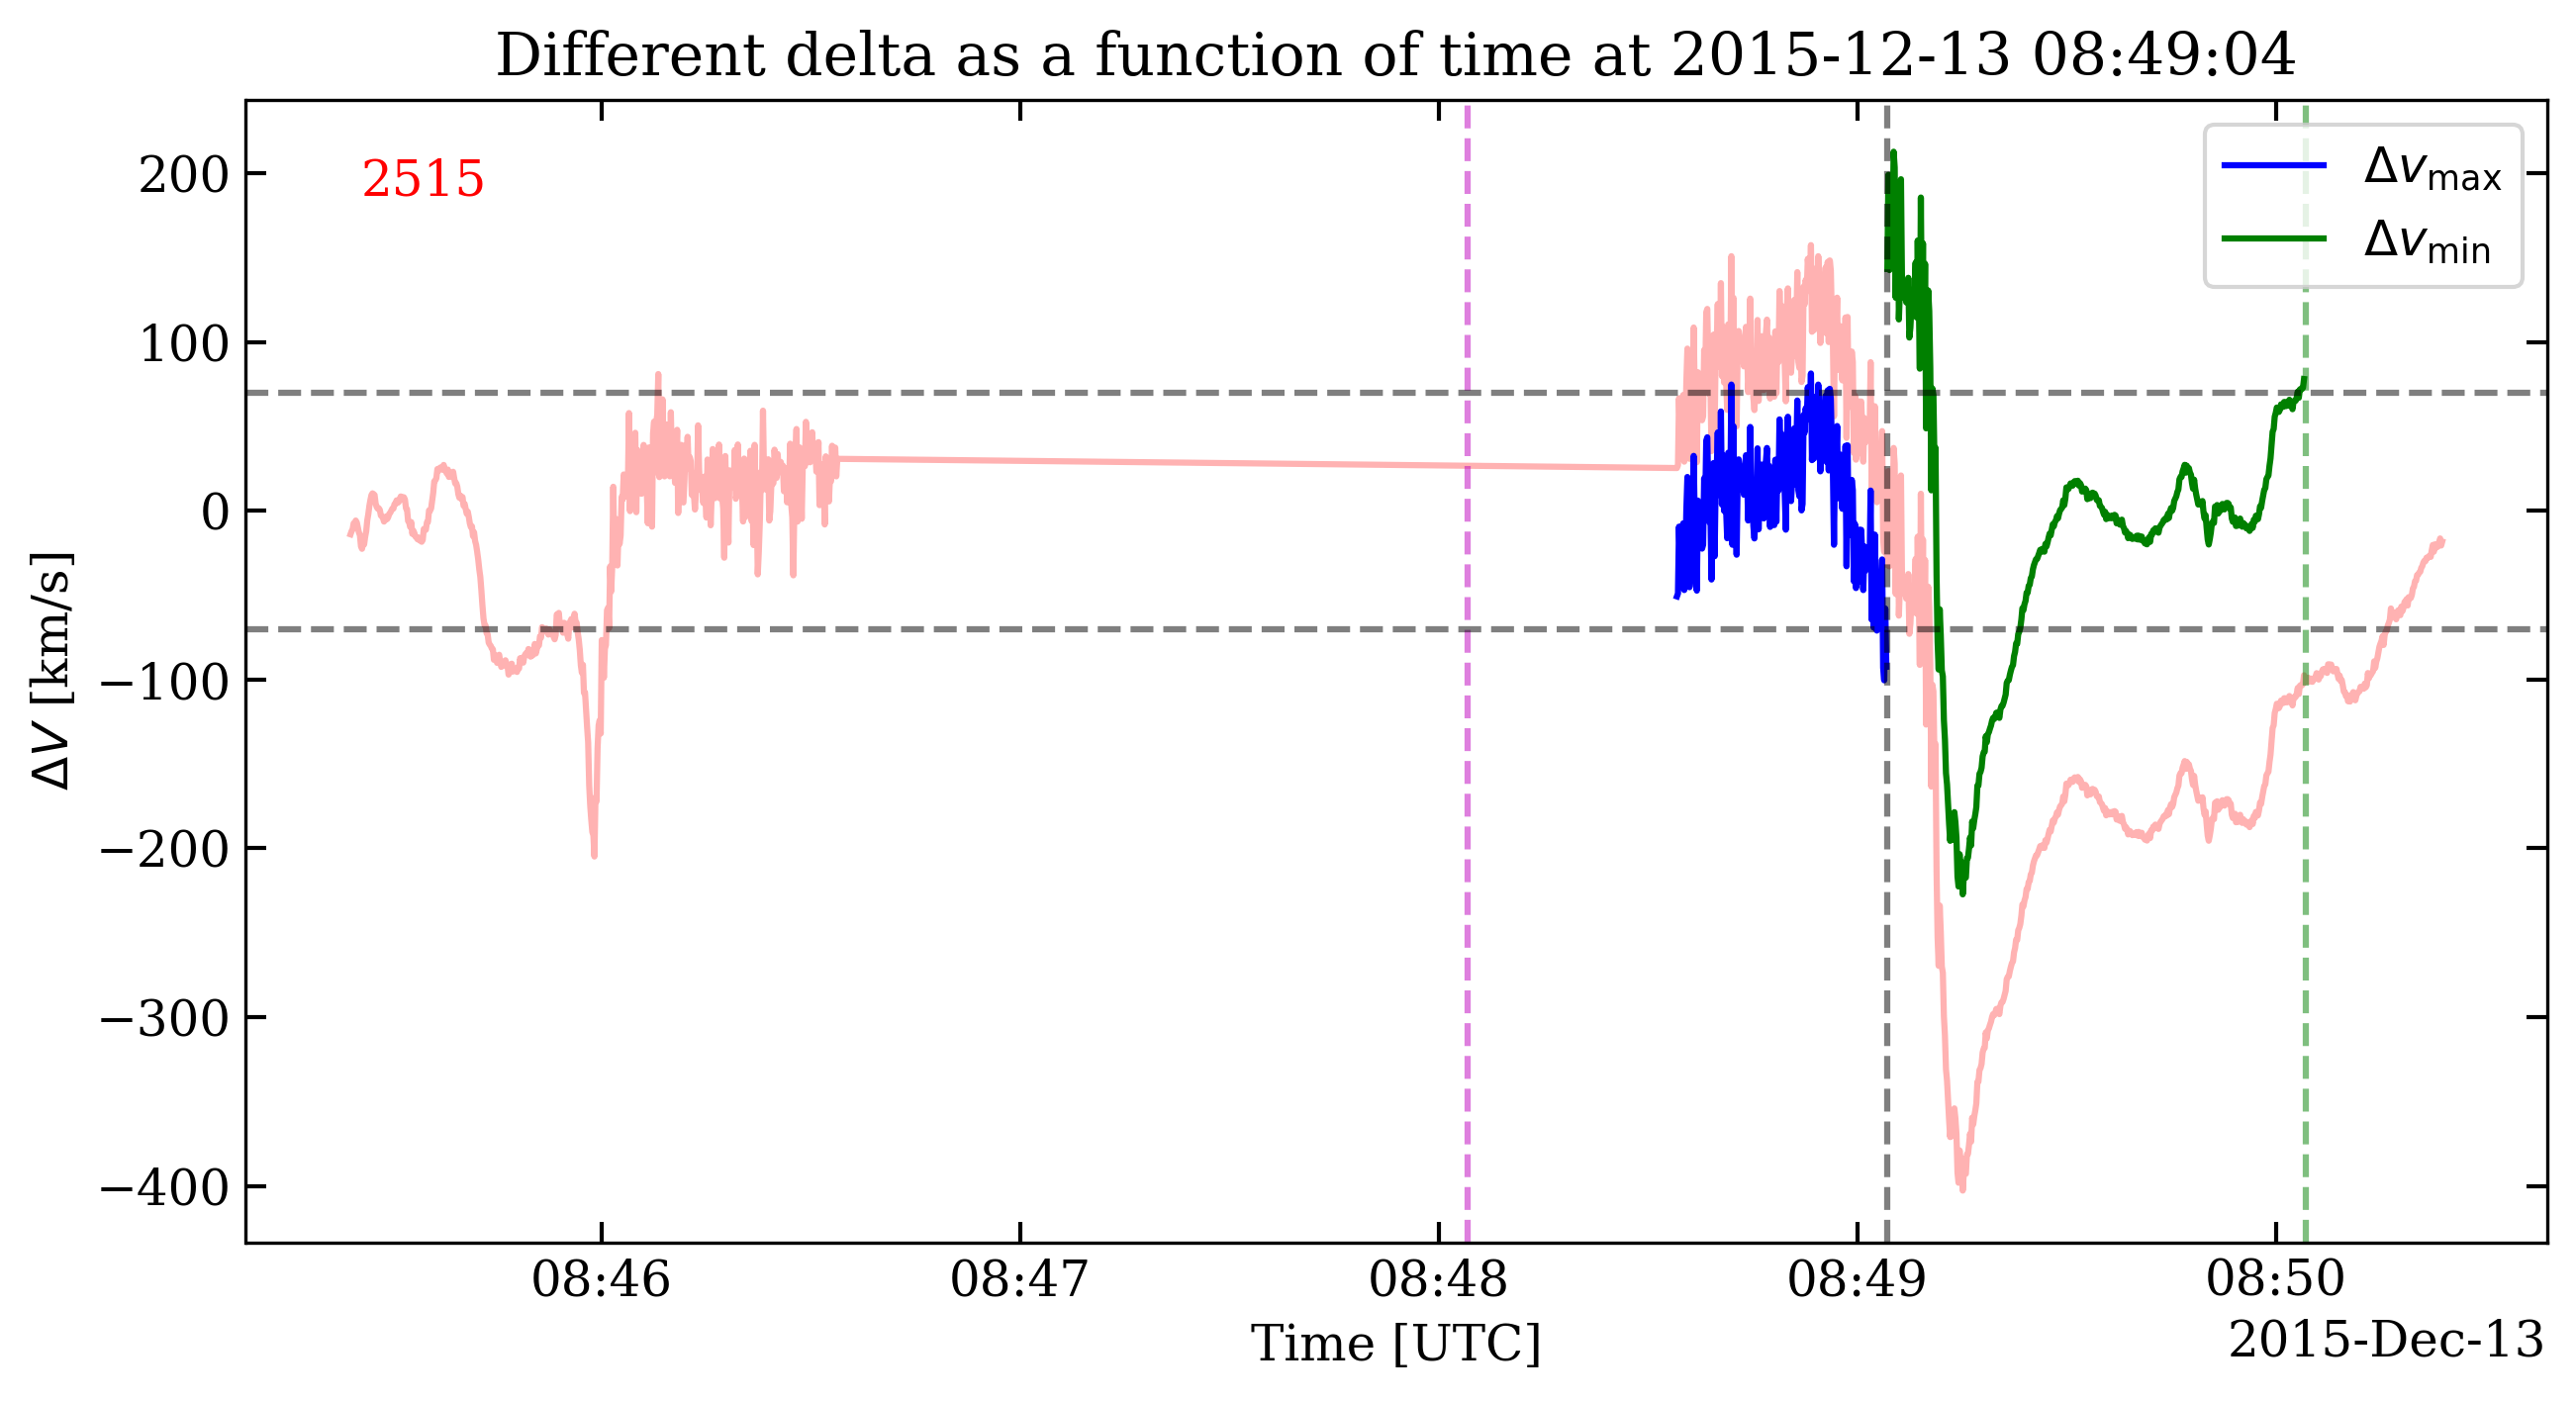 Different delta as a function of time at 2015-12-13 08:49:04
2515
Δv_max
Δv_min
200
100
0
−100
−200
−300
−400
ΔV [km/s]
08:46 08:47 08:48 08:49 08:50
Time [UTC]
2015-Dec-13